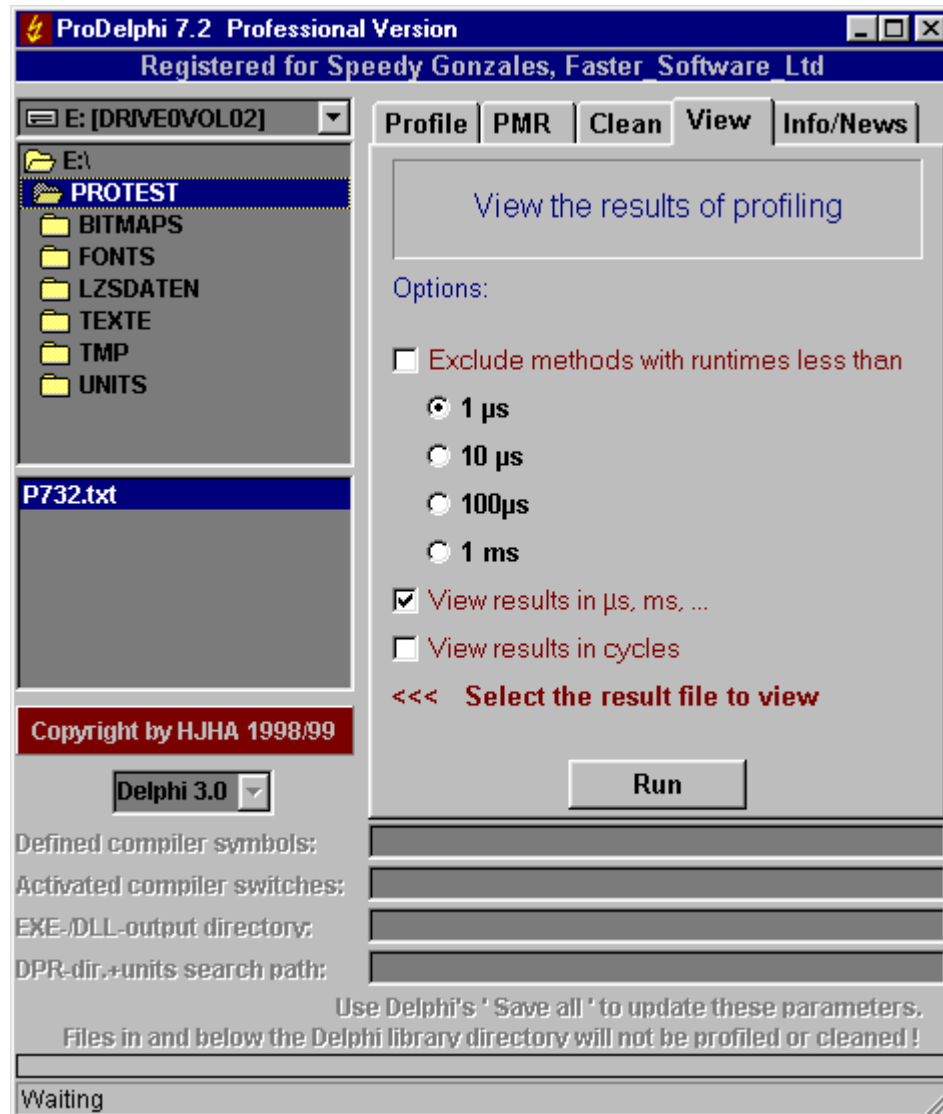 ProDelphi 7.2 Professional Version
Registered for Speedy Gonzales, Faster_Software_Ltd
E: [DRIVE0VOL02]
E:\
PROTEST
BITMAPS
FONTS
LZSDATEN
TEXTE
TMP
UNITS
P732.txt
Copyright by HJHA 1998/99
Delphi 3.0
Profile PMR Clean View Info/News
View the results of profiling
Options:
Exclude methods with runtimes less than
1 µs
10 µs
100µs
1 ms
View results in µs, ms, ...
View results in cycles
<<< Select the result file to view
Run
Defined compiler symbols:
Activated compiler switches:
EXE-/DLL-output directory:
DPR-dir.+units search path:
Use Delphi's ' Save all ' to update these parameters.
Files in and below the Delphi library directory will not be profiled or cleaned !
Waiting